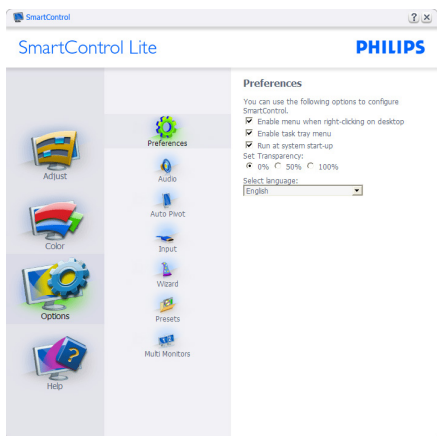 SmartControl
SmartControl Lite
PHILIPS
Adjust
Color
Options
Help
Preferences
Audio
Auto Pivot
Input
Wizard
Presets
Multi Monitors
Preferences
You can use the following options to configure
SmartControl.
Enable menu when right-clicking on desktop
Enable task tray menu
Run at system start-up
Set Transparency:
0% 50% 100%
Select language:
English